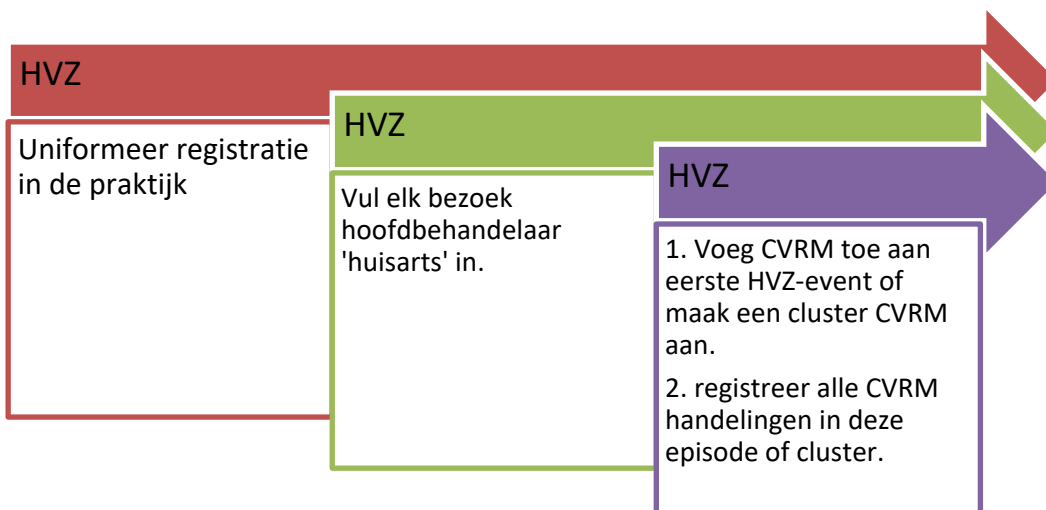 HVZ
Uniformeer registratie
in de praktijk
HVZ
Vul elk bezoek
hoofdbehandelaar
'huisarts' in.
HVZ
1. Voeg CVRM toe aan
eerste HVZ-event of
maak een cluster CVRM
aan.
2. registreer alle CVRM
handelingen in deze
episode of cluster.